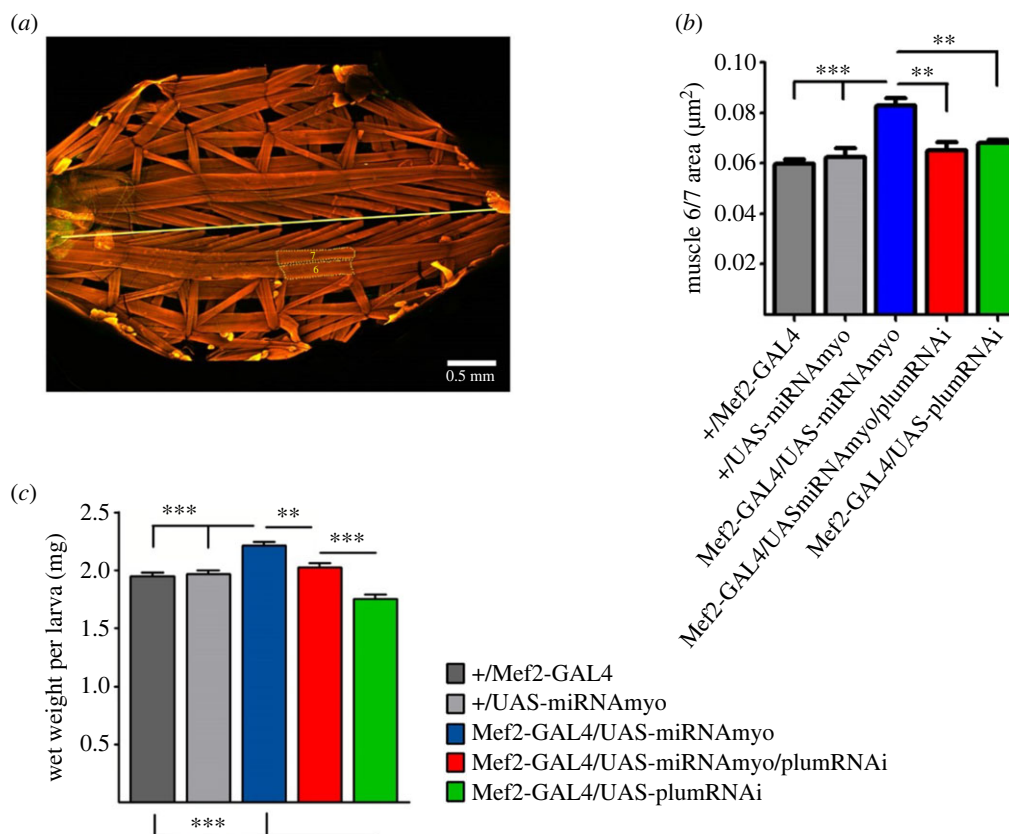 (a)
7
6
0.5 mm
(b)
muscle 6/7 area (µm²)
0.10
0.08
0.06
0.04
0.02
***
**
**
+/Mef2-GAL4
+/UAS-miRNAmyo
Mef2-GAL4/UAS-miRNAmyo
Mef2-GAL4/UASmiRNAmyo/plumRNAi
Mef2-GAL4/UAS-plumRNAi
(c)
wet weight per larva (mg)
2.5
2.0
1.5
1.0
0.5
***
**
***
***
+/Mef2-GAL4
+/UAS-miRNAmyo
Mef2-GAL4/UAS-miRNAmyo
Mef2-GAL4/UAS-miRNAmyo/plumRNAi
Mef2-GAL4/UAS-plumRNAi